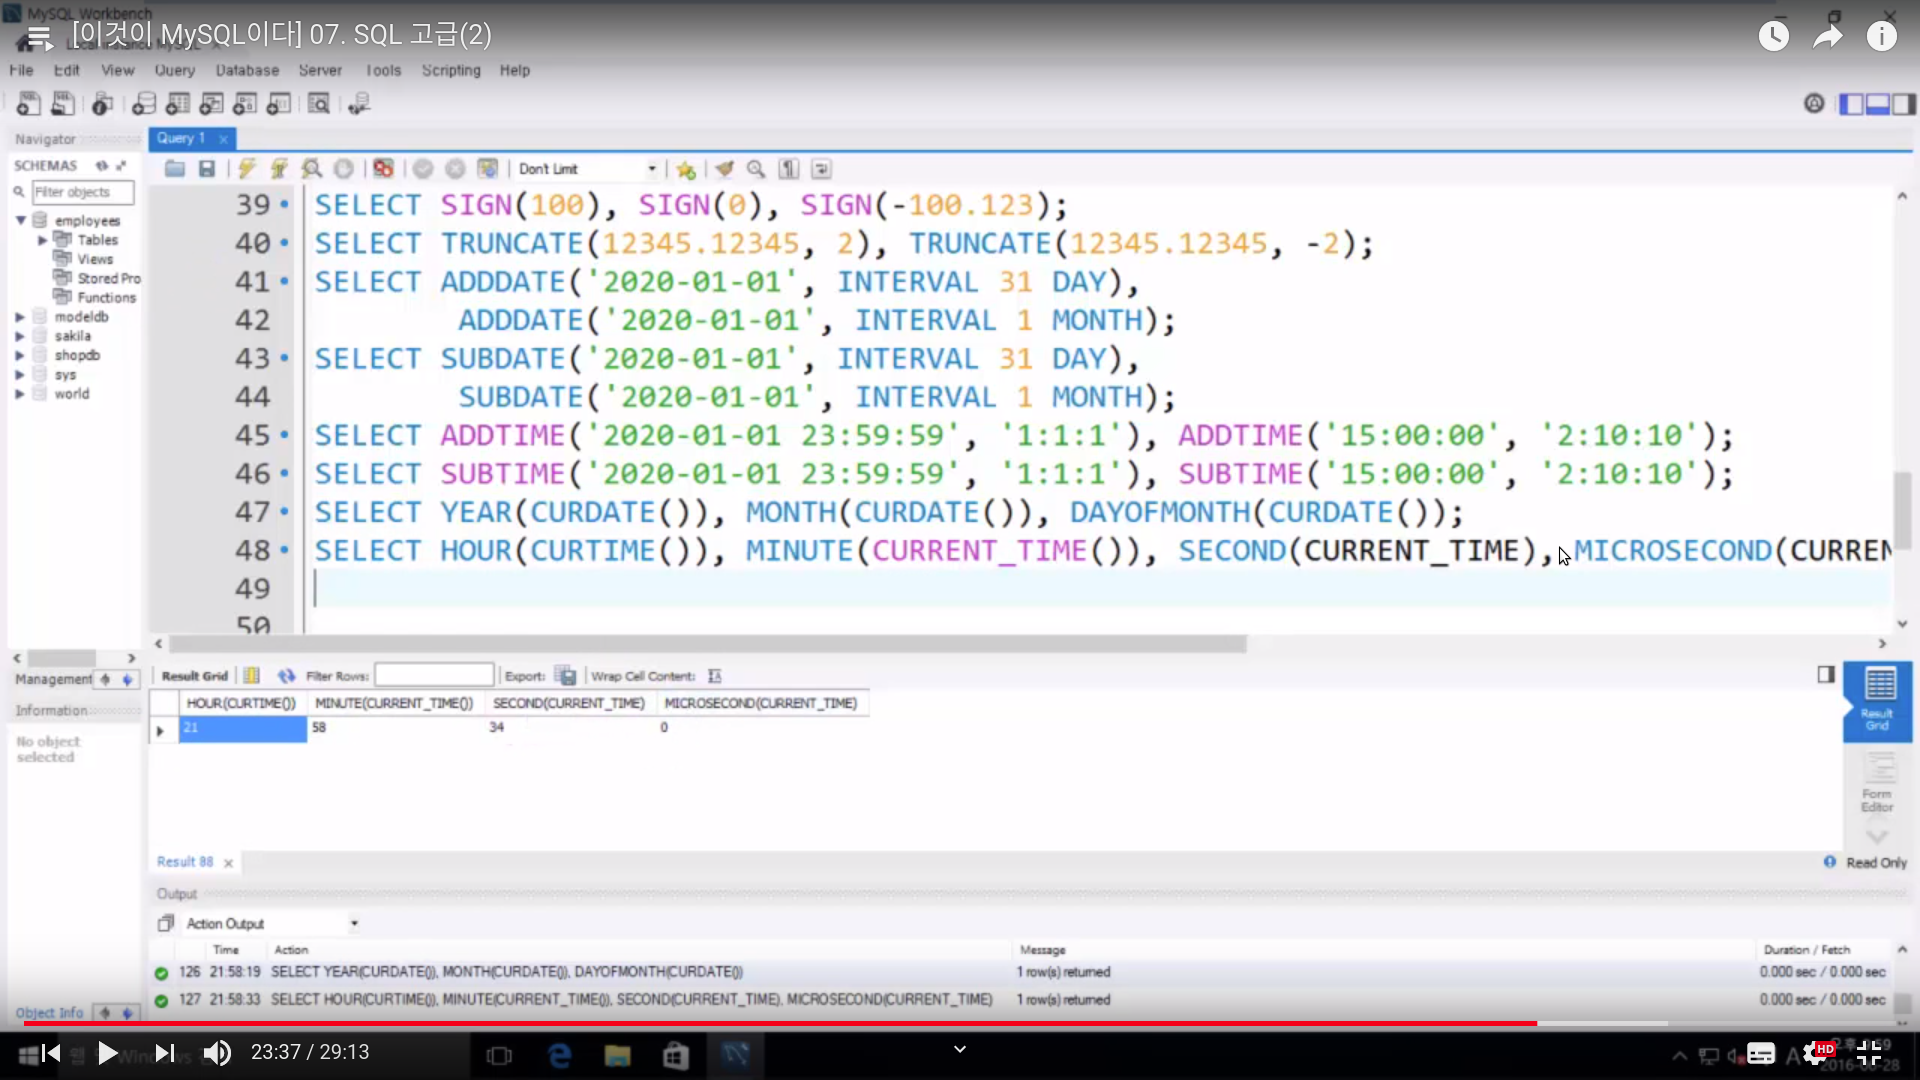 MySQL Workbench
[이것이 MySQL이다] 07. SQL 고급(2)
File Edit View Query Database Server Tools Scripting Help
Navigator
Query 1
SCHEMAS
Don't Limit
Filter objects
employees
Tables
Views
Stored Pro
Functions
modeldb
sakila
shopdb
sys
world
39 SELECT SIGN(100), SIGN(0), SIGN(-100.123);
40 SELECT TRUNCATE(12345.12345, 2), TRUNCATE(12345.12345, -2);
41 SELECT ADDDATE('2020-01-01', INTERVAL 31 DAY),
42 ADDDATE('2020-01-01', INTERVAL 1 MONTH);
43 SELECT SUBDATE('2020-01-01', INTERVAL 31 DAY),
44 SUBDATE('2020-01-01', INTERVAL 1 MONTH);
45 SELECT ADDTIME('2020-01-01 23:59:59', '1:1:1'), ADDTIME('15:00:00', '2:10:10');
46 SELECT SUBTIME('2020-01-01 23:59:59', '1:1:1'), SUBTIME('15:00:00', '2:10:10');
47 SELECT YEAR(CURDATE()), MONTH(CURDATE()), DAYOFMONTH(CURDATE());
48 SELECT HOUR(CURTIME()), MINUTE(CURRENT_TIME()), SECOND(CURRENT_TIME), MICROSECOND(CURREN
49
50
Management
Information
No object
selected
Result Grid Filter Rows: Export: Wrap Cell Content:
HOUR(CURTIME()) MINUTE(CURRENT_TIME()) SECOND(CURRENT_TIME) MICROSECOND(CURRENT_TIME)
21 58 34 0
Result
Grid
Form
Editor
Result 88
Read Only
Output
Action Output
Time Action Message Duration / Fetch
126 21:58:19 SELECT YEAR(CURDATE()), MONTH(CURDATE()), DAYOFMONTH(CURDATE()) 1 row(s) returned 0.000 sec / 0.000 sec
127 21:58:33 SELECT HOUR(CURTIME()), MINUTE(CURRENT_TIME()), SECOND(CURRENT_TIME), MICROSECOND(CURRENT_TIME) 1 row(s) returned 0.000 sec / 0.000 sec
Object Info
23:37 / 29:13
HD